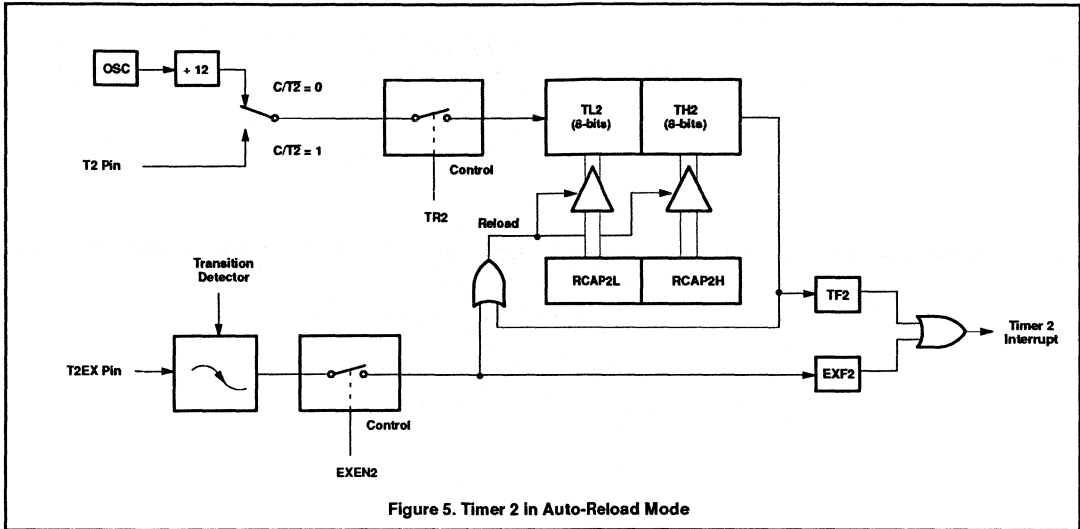 OSC
÷ 12
C/T2̅ = 0
C/T2̅ = 1
T2 Pin
Control
TR2
TL2
(8-bits)
TH2
(8-bits)
Reload
RCAP2L
RCAP2H
Transition
Detector
T2EX Pin
Control
EXEN2
TF2
EXF2
Timer 2
Interrupt
Figure 5. Timer 2 in Auto-Reload Mode